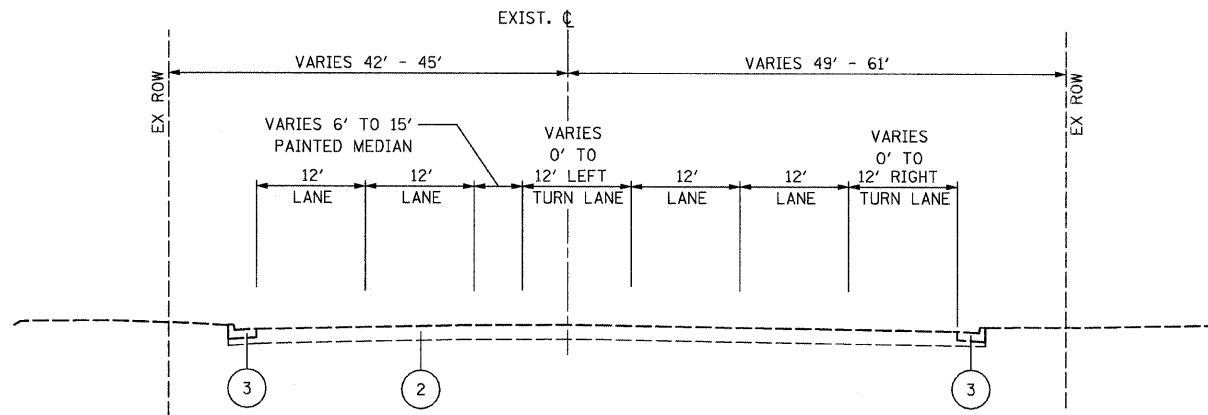 EXIST. ℄
VARIES 42' - 45'
VARIES 49' - 61'
EX ROW
EX ROW
VARIES 6' TO 15'
PAINTED MEDIAN
VARIES
0' TO
12' LEFT
TURN LANE
VARIES
0' TO
12' RIGHT
TURN LANE
12'
LANE
12'
LANE
12'
LANE
12'
LANE
3
2
3